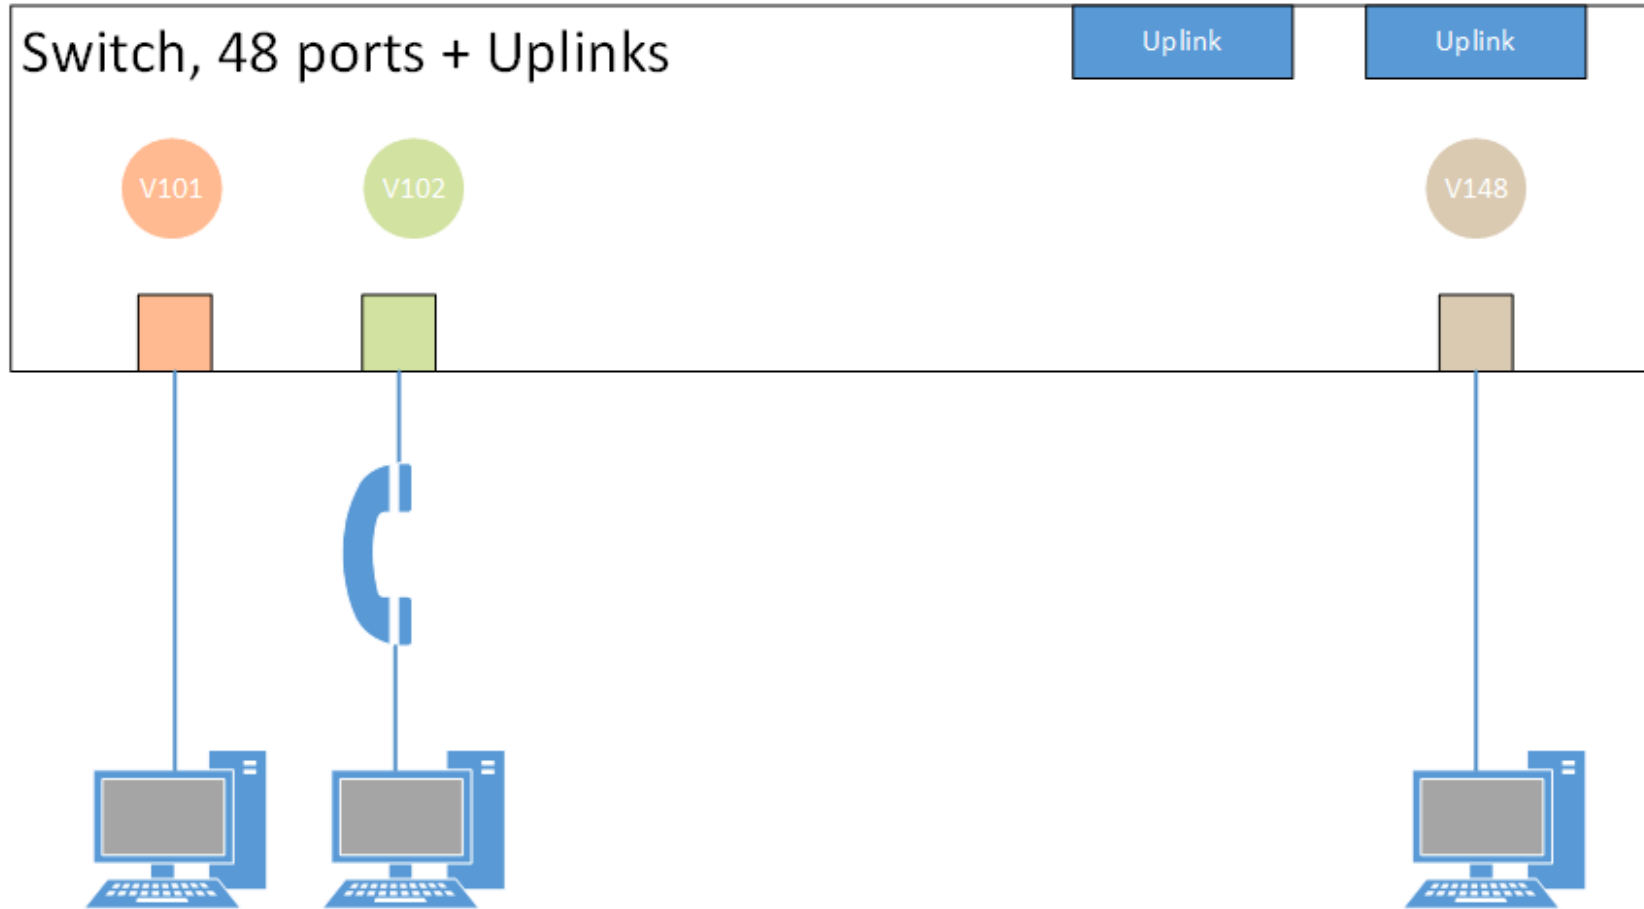 Switch, 48 ports + Uplinks
Uplink
Uplink
V101
V102
V148